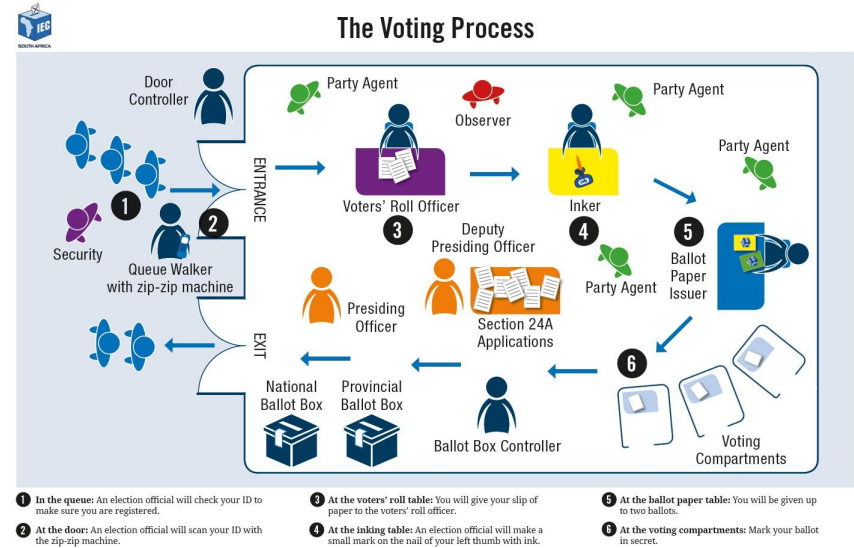 IEC
SOUTH AFRICA
The Voting Process
Door
Controller
Party Agent
Observer
Party Agent
Party Agent
ENTRANCE
1
2
Security
Queue Walker
with zip-zip machine
Voters' Roll Officer
3
Inker
4
5
Ballot
Paper
Issuer
Deputy
Presiding Officer
Party Agent
Presiding
Officer
Section 24A
Applications
EXIT
6
National
Ballot Box
Provincial
Ballot Box
Ballot Box Controller
Voting
Compartments
1 In the queue: An election official will check your ID to
make sure you are registered.
2 At the door: An election official will scan your ID with
the zip-zip machine.
3 At the voters' roll table: You will give your slip of
paper to the voters' roll officer.
4 At the inking table: An election official will make a
small mark on the nail of your left thumb with ink.
5 At the ballot paper table: You will be given up
to two ballots.
6 At the voting compartments: Mark your ballot
in secret.